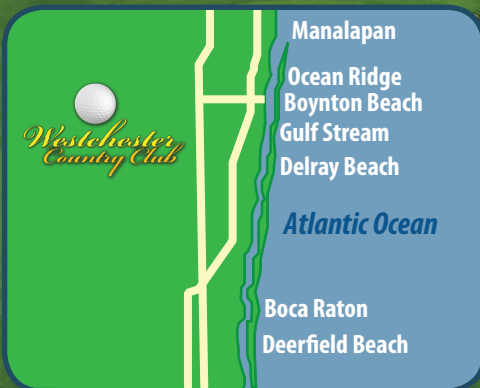 Manalapan
Ocean Ridge
Boynton Beach
Westchester
Country Club
Gulf Stream
Delray Beach
Atlantic Ocean
Boca Raton
Deerfield Beach